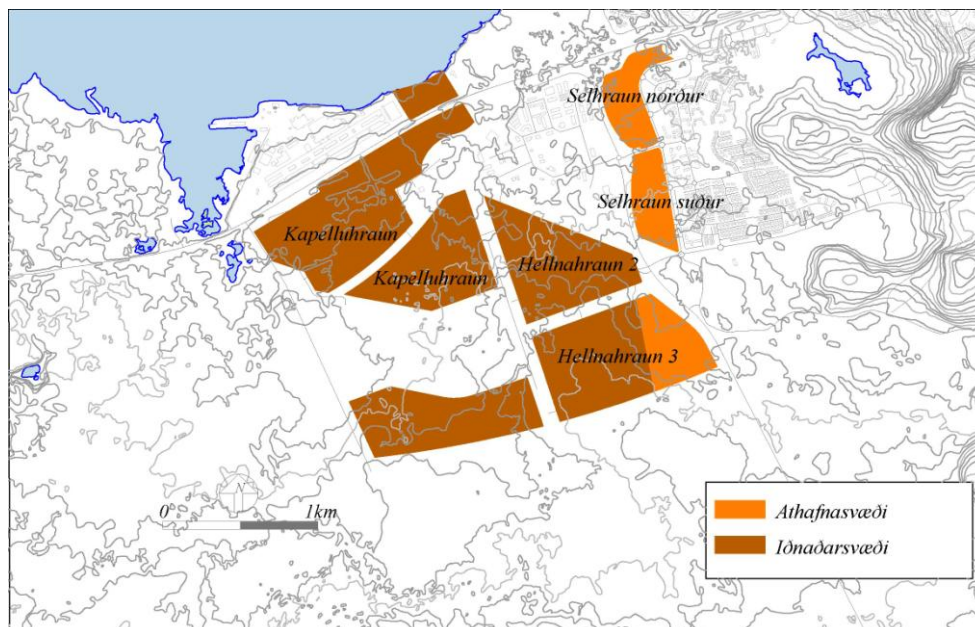 Selhraun norður
Selhraun suður
Kapelluhraun
Kapelluhraun
Hellnahraun 2
Hellnahraun 3
N
0 1km
Athafnasvæði
Iðnaðarsvæði